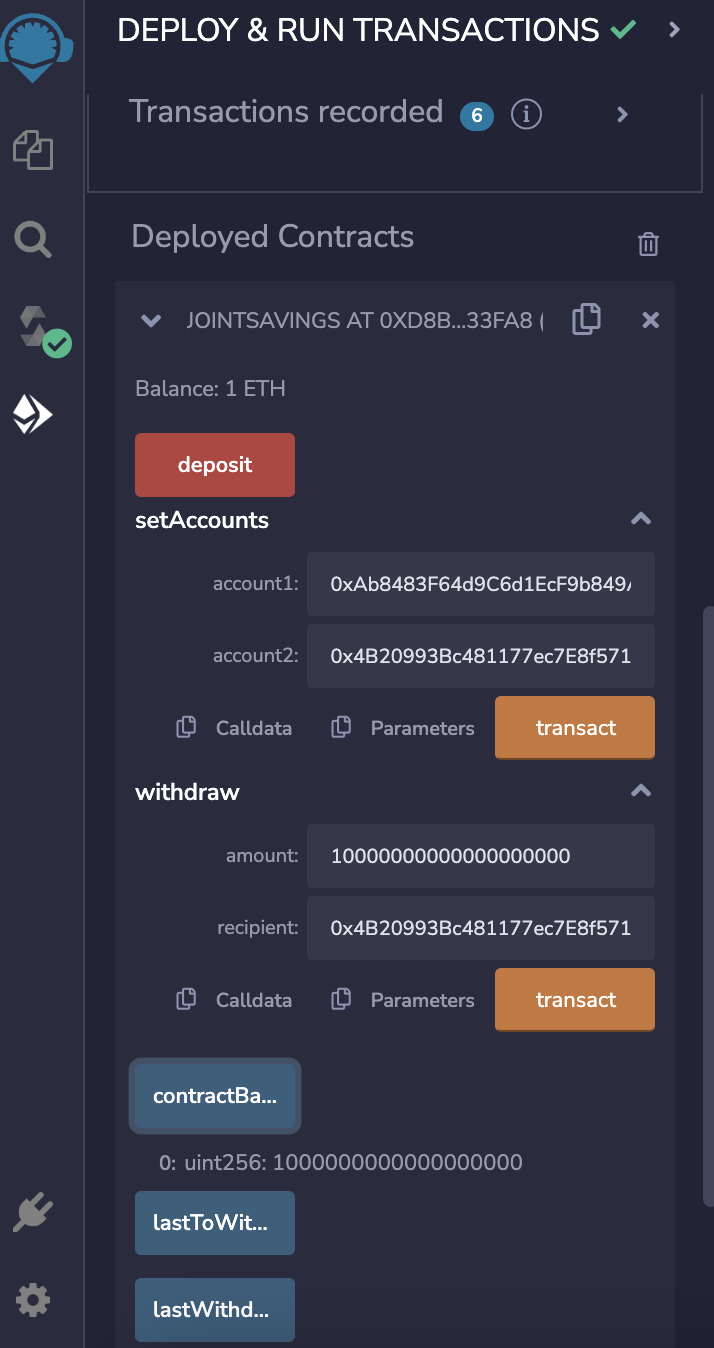 DEPLOY & RUN TRANSACTIONS
Transactions recorded 6 i
Deployed Contracts
JOINTSAVINGS AT 0XD8B...33FA8 (
Balance: 1 ETH
deposit
setAccounts
account1: 0xAb8483F64d9C6d1EcF9b849A
account2: 0x4B20993Bc481177ec7E8f571
Calldata Parameters transact
withdraw
amount: 10000000000000000000
recipient: 0x4B20993Bc481177ec7E8f571
Calldata Parameters transact
contractBa...
0: uint256: 1000000000000000000
lastToWit...
lastWithd...